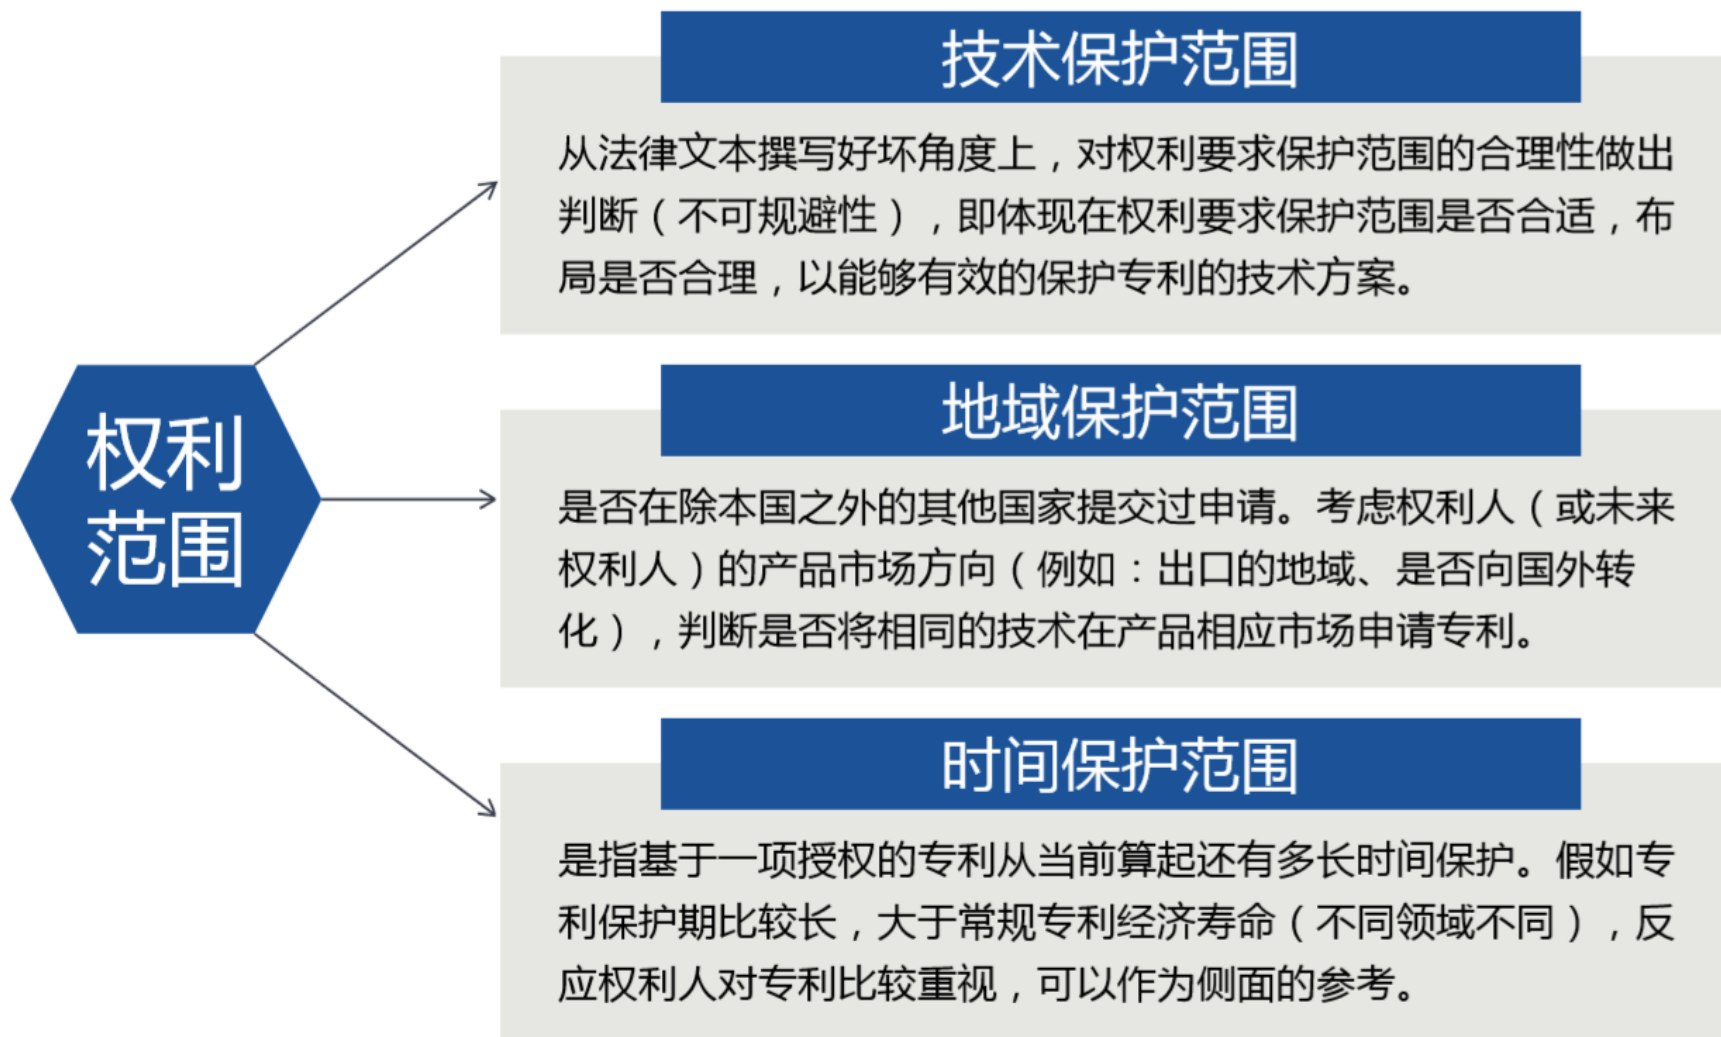 权利
范围
技术保护范围
从法律文本撰写好坏角度上，对权利要求保护范围的合理性做出
判断（不可规避性），即体现在权利要求保护范围是否合适，布
局是否合理，以能够有效的保护专利的技术方案。
地域保护范围
是否在除本国之外的其他国家提交过申请。考虑权利人（或未来
权利人）的产品市场方向（例如：出口的地域、是否向国外转
化），判断是否将相同的技术在产品相应市场申请专利。
时间保护范围
是指基于一项授权的专利从当前算起还有多长时间保护。假如专
利保护期比较长，大于常规专利经济寿命（不同领域不同），反
应权利人对专利比较重视，可以作为侧面的参考。